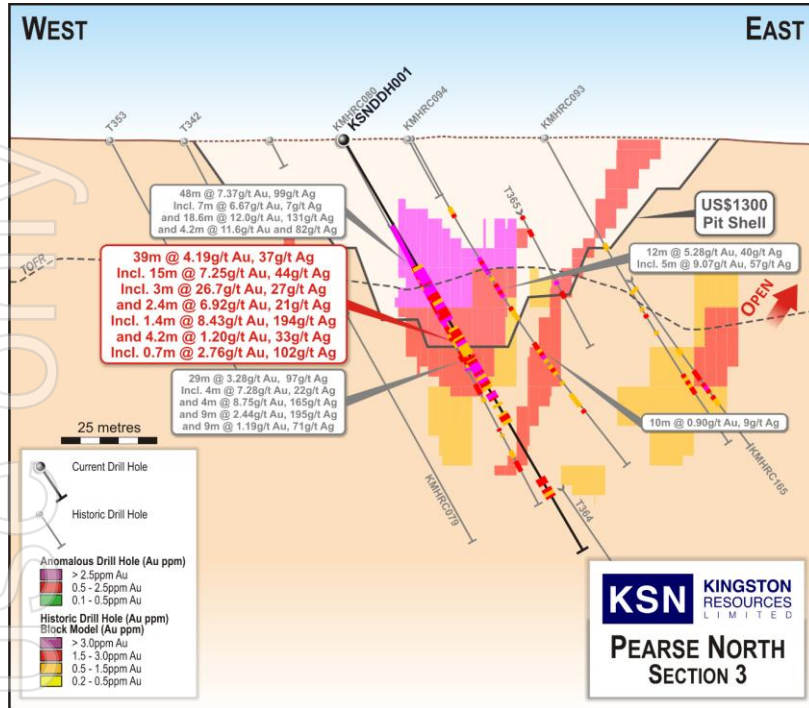 WEST
EAST
T353
T342
KMHRC080
KSNDDH001
KMHRC094
KMHRC093
T365
48m @ 7.37g/t Au, 99g/t Ag
Incl. 7m @ 6.67g/t Au, 7g/t Ag
and 18.6m @ 12.0g/t Au, 131g/t Ag
and 4.2m @ 11.6g/t Au and 82g/t Ag
US$1300
Pit Shell
39m @ 4.19g/t Au, 37g/t Ag
Incl. 15m @ 7.25g/t Au, 44g/t Ag
Incl. 3m @ 26.7g/t Au, 27g/t Ag
and 2.4m @ 6.92g/t Au, 21g/t Ag
Incl. 1.4m @ 8.43g/t Au, 194g/t Ag
and 4.2m @ 1.20g/t Au, 33g/t Ag
Incl. 0.7m @ 2.76g/t Au, 102g/t Ag
12m @ 5.28g/t Au, 40g/t Ag
Incl. 5m @ 9.07g/t Au, 57g/t Ag
TOFR
OPEN
29m @ 3.28g/t Au, 97g/t Ag
Incl. 4m @ 7.28g/t Au, 22g/t Ag
and 4m @ 8.75g/t Au, 165g/t Ag
and 9m @ 2.44g/t Au, 195g/t Ag
and 9m @ 1.19g/t Au, 71g/t Ag
10m @ 0.90g/t Au, 9g/t Ag
25 metres
KMHRC079
T364
KMHRC165
Current Drill Hole
Historic Drill Hole
Anomalous Drill Hole (Au ppm)
> 2.5ppm Au
0.5 - 2.5ppm Au
0.1 - 0.5ppm Au
Historic Drill Hole (Au ppm)
Block Model (Au ppm)
> 3.0ppm Au
1.5 - 3.0ppm Au
0.5 - 1.5ppm Au
0.2 - 0.5ppm Au
KSN
KINGSTON
RESOURCES
LIMITED
PEARSE NORTH
SECTION 3